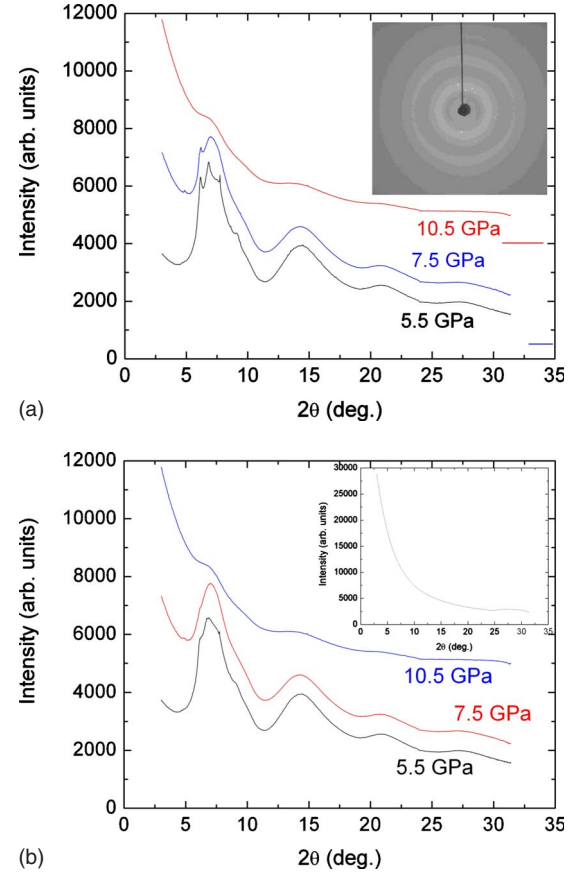 12000
10000
8000
6000
4000
2000
0
Intensity (arb. units)
10.5 GPa
7.5 GPa
5.5 GPa
0 5 10 15 20 25 30 35
2θ (deg.)
(a)
12000
10000
8000
6000
4000
2000
0
Intensity (arb. units)
30000
25000
20000
15000
10000
5000
0
Intensity (arb. units)
0 5 10 15 20 25 30 35
2θ (deg.)
10.5 GPa
7.5 GPa
5.5 GPa
0 5 10 15 20 25 30 35
2θ (deg.)
(b)